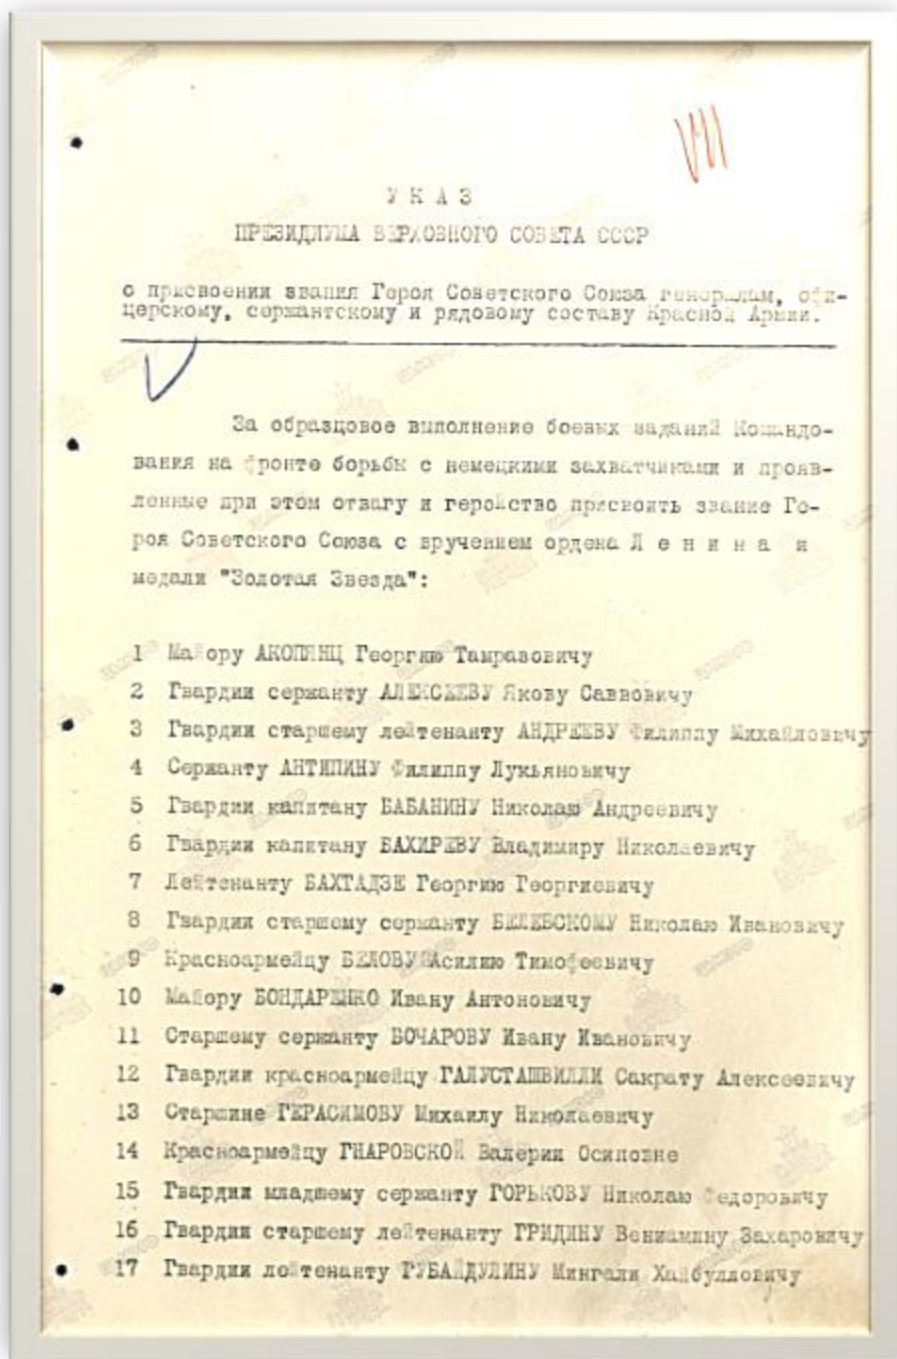 VII
У К А З
ПРЕЗИДИУМА ВЕРХОВНОГО СОВЕТА СССР
о присвоении звания Героя Советского Союза генералам, офи-
церскому, сержантскому и рядовому составу Красной Армии.
За образцовое выполнение боевых заданий Командо-
вания на фронте борьбы с немецкими захватчиками и прояв-
ленные при этом отвагу и геройство присвоить звание Ге-
роя Советского Союза с вручением ордена Л е н и н а и
медали "Золотая Звезда":
1 Майору АКОПЯНЦ Георгию Тамразовичу
2 Гвардии сержанту АЛЕКСЕЕВУ Якову Савовичу
3 Гвардии старшему лейтенанту АНДРЕЕВУ Филиппу Михайловичу
4 Сержанту АНТИПИНУ Филиппу Лукьяновичу
5 Гвардии капитану БАБАНИНУ Николаю Андреевичу
6 Гвардии капитану БАХИРЕВУ Владимиру Николаевичу
7 Лейтенанту БАХТАДЗЕ Георгию Георгиевичу
8 Гвардии старшему сержанту БЕЛЕБСКОМУ Николаю Ивановичу
9 Красноармейцу БЕЛОВУ Василию Тимофеевичу
10 Майору БОНДАРЕНКО Ивану Антоновичу
11 Старшему сержанту БОЧАРОВУ Ивану Ивановичу
12 Гвардии красноармейцу ГАЛУСТАШВИЛЛИ Сакрату Алексеевичу
13 Старшине ГЕРАСИМОВУ Михаилу Николаевичу
14 Красноармейцу ГНАРОВСКОЙ Валерии Осиповне
15 Гвардии младшему сержанту ГОРЬКОВУ Николаю Федоровичу
16 Гвардии старшему лейтенанту ГРИДИНУ Вениамину Захаровичу
17 Гвардии лейтенанту ГУБАЙДУЛИНУ Мингали Хайбулловичу